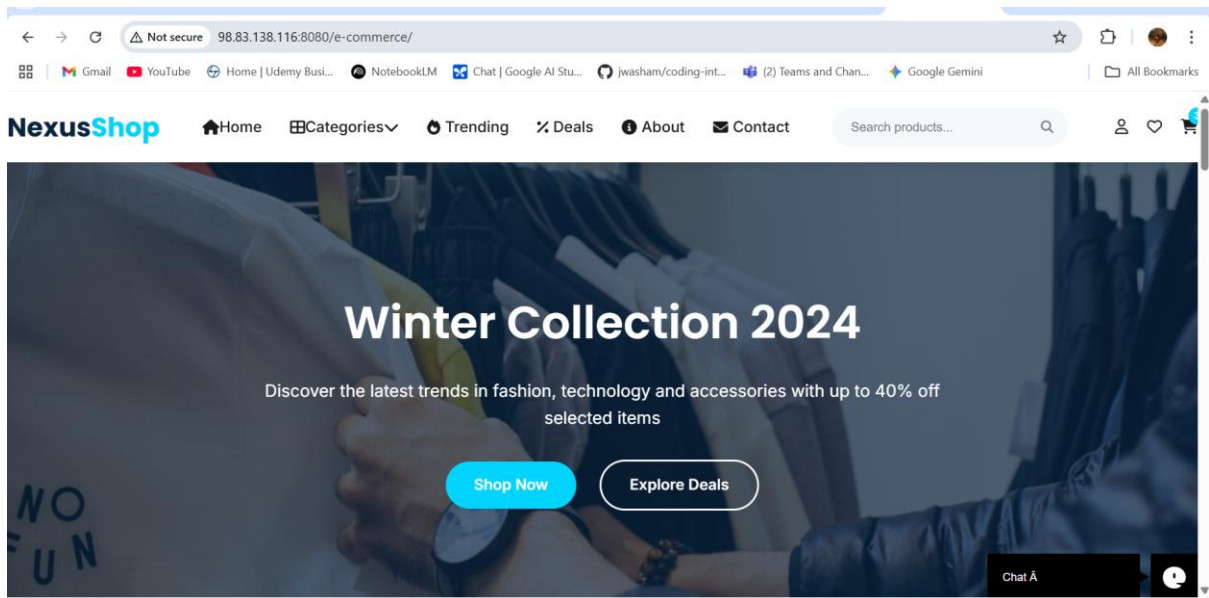 Not secure 98.83.138.116:8080/e-commerce/
Gmail YouTube Home | Udemy Busi... NotebookLM Chat | Google AI Stu... jwasham/coding-int... (2) Teams and Chan... Google Gemini All Bookmarks
NexusShop Home Categories Trending Deals About Contact Search products...
Winter Collection 2024
Discover the latest trends in fashion, technology and accessories with up to 40% off
selected items
Shop Now Explore Deals
NO
FUN
Chat Â